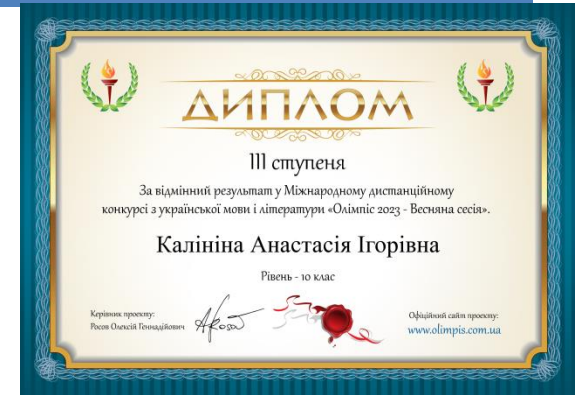 ДИПЛОМ
III ступеня
За відмінний результат у Міжнародному дистанційному
конкурсі з української мови і літератури «Олімпіс 2023 - Весняна сесія».
Калініна Анастасія Ігорівна
Рівень - 10 клас
Керівник проекту:
Росов Олексій Геннадійович
Офіційний сайт проекту:
www.olimpis.com.ua